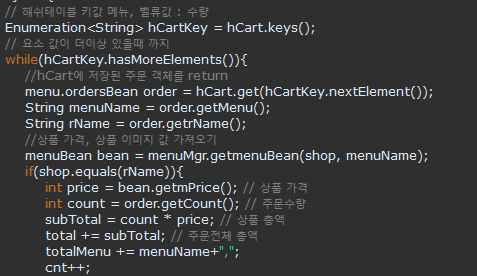 // 해쉬테이블 키값 메뉴, 벨류값 : 수량
Enumeration<String> hCartKey = hCart.keys();
// 요소 값이 더이상 있을때 까지
while(hCartKey.hasMoreElements()){
//hCart에 저장된 주문 객체를 return
menu.ordersBean order = hCart.get(hCartKey.nextElement());
String menuName = order.getMenu();
String rName = order.getrName();
//상품 가격, 상품 이미지 값 가져오기
menuBean bean = menuMgr.getmenuBean(shop, menuName);
if(shop.equals(rName)){
int price = bean.getmPrice(); // 상품 가격
int count = order.getCount(); // 주문수량
subTotal = count * price; // 상품 총액
total += subTotal; // 주문전체 총액
totalMenu += menuName+",";
cnt++;